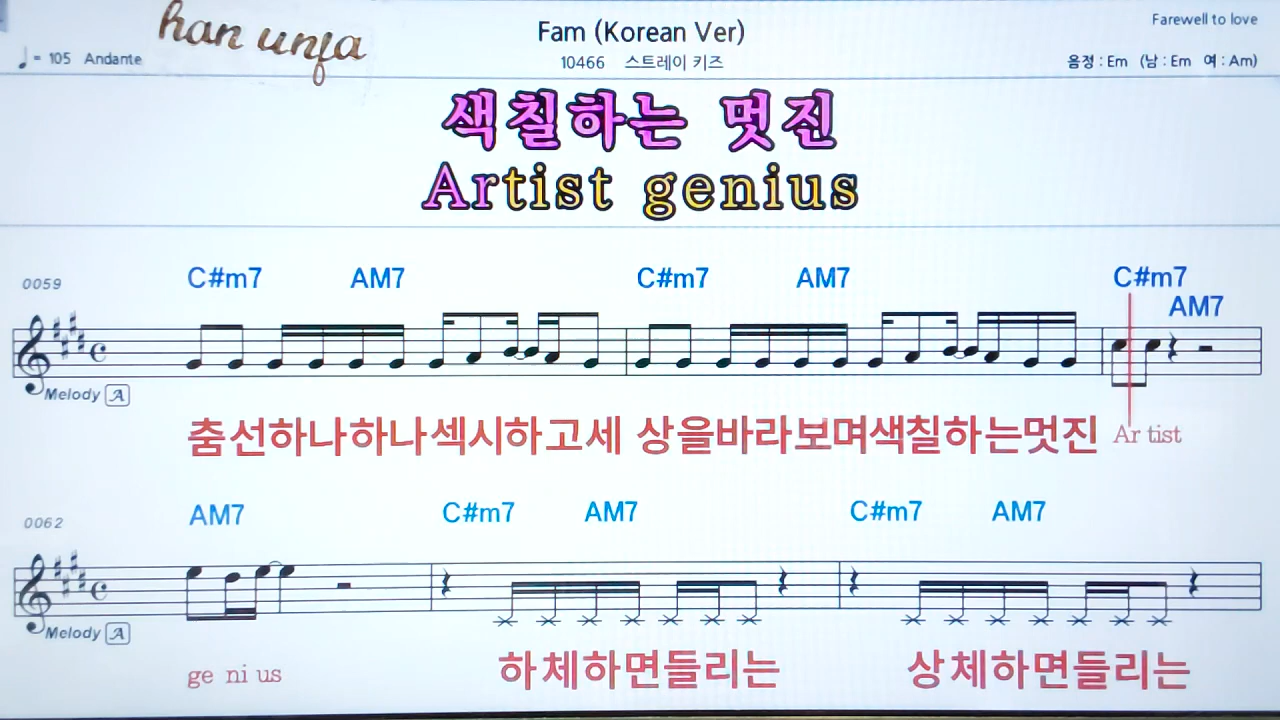 han unja
Fam (Korean Ver)
Farewell to love
♩= 105 Andante
10466 스트레이 키즈
음정 : Em (남 : Em 여 : Am)
색칠하는 멋진
Artist genius
0059
C#m7 AM7 C#m7 AM7 C#m7
AM7
Melody A
춤선하나하나섹시하고세 상을바라보며색칠하는멋진 Ar tist
0062
AM7 C#m7 AM7 C#m7 AM7
Melody A
ge ni us 하체하면들리는 상체하면들리는